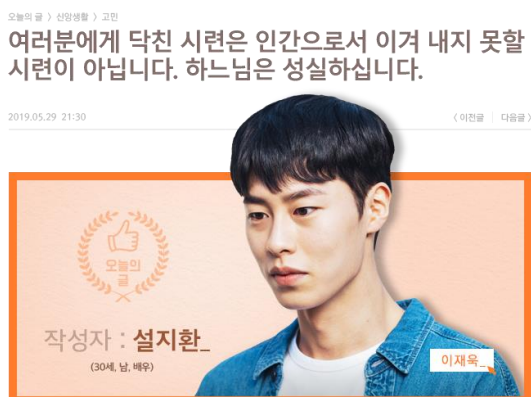 오늘의 글 > 신앙생활 > 고민
여러분에게 닥친 시련은 인간으로서 이겨 내지 못할
시련이 아닙니다. 하느님은 성실하십니다.
2019.05.29 21:30
< 이전글 | 다음글 >
오늘의
글
작성자 : 설지환_
(30세, 남, 배우)
이재욱_